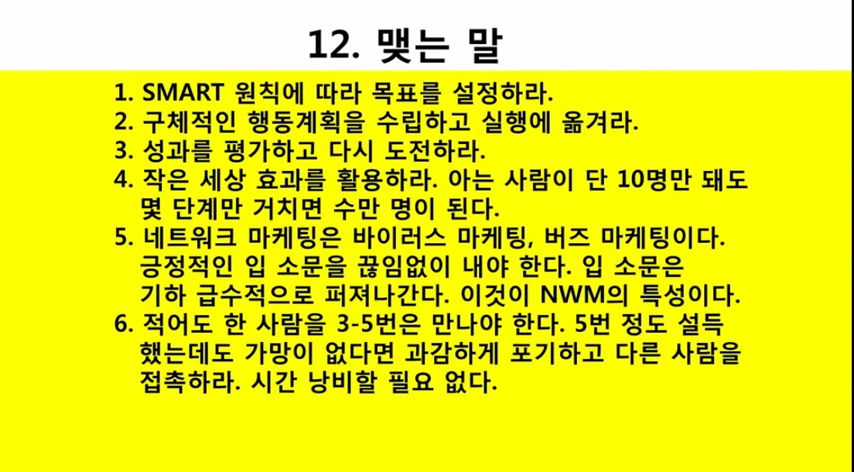 12. 맺는 말
1. SMART 원칙에 따라 목표를 설정하라.
2. 구체적인 행동계획을 수립하고 실행에 옮겨라.
3. 성과를 평가하고 다시 도전하라.
4. 작은 세상 효과를 활용하라. 아는 사람이 단 10명만 돼도
몇 단계만 거치면 수만 명이 된다.
5. 네트워크 마케팅은 바이러스 마케팅, 버즈 마케팅이다.
긍정적인 입 소문을 끊임없이 내야 한다. 입 소문은
기하 급수적으로 퍼져나간다. 이것이 NWM의 특성이다.
6. 적어도 한 사람을 3-5번은 만나야 한다. 5번 정도 설득
했는데도 가망이 없다면 과감하게 포기하고 다른 사람을
접촉하라. 시간 낭비할 필요 없다.